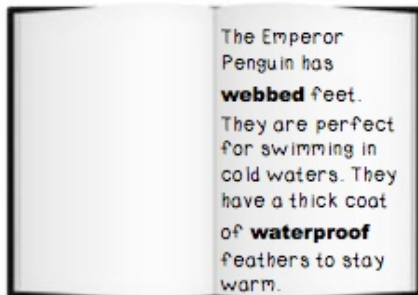 The Emperor
Penguin has
webbed feet.
They are perfect
for swimming in
cold waters. They
have a thick coat
of waterproof
feathers to stay
warm.